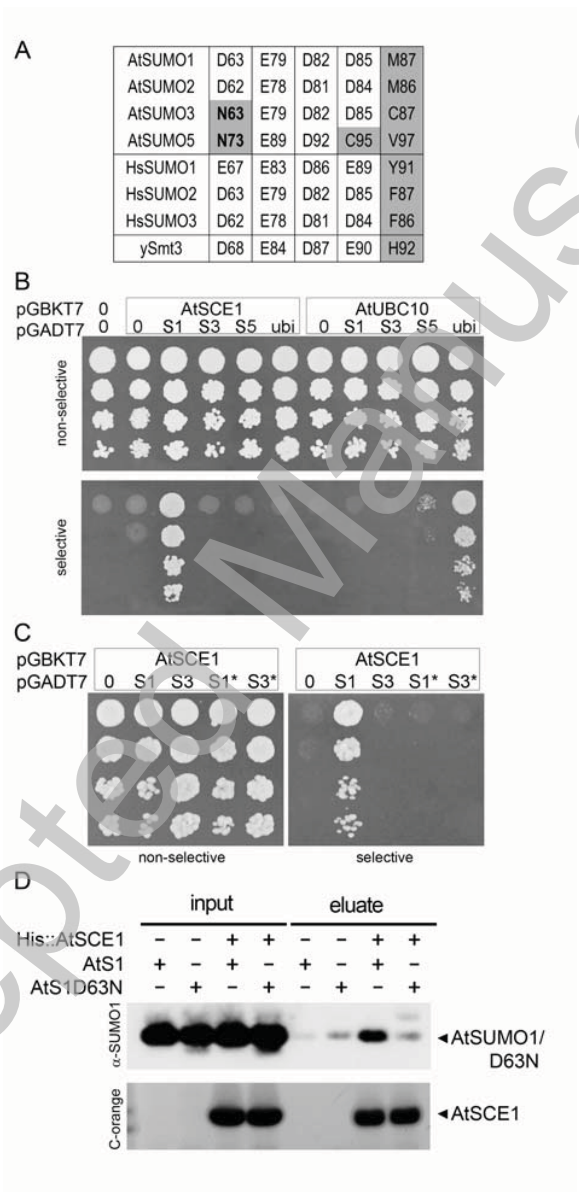 A
AtSUMO1 D63 E79 D82 D85 M87
AtSUMO2 D62 E78 D81 D84 M86
AtSUMO3 N63 E79 D82 D85 C87
AtSUMO5 N73 E89 D92 C95 V97
HsSUMO1 E67 E83 D86 E89 Y91
HsSUMO2 D63 E79 D82 D85 F87
HsSUMO3 D62 E78 D81 D84 F86
ySmt3 D68 E84 D87 E90 H92
B
pGBKT7 0 AtSCE1 AtUBC10
pGADT7 0 0 S1 S3 S5 ubi 0 S1 S3 S5 ubi
non-selective
selective
C
pGBKT7 AtSCE1 AtSCE1
pGADT7 0 S1 S3 S1* S3* 0 S1 S3 S1* S3*
non-selective selective
D
input eluate
His::AtSCE1 – – + + – – + +
AtS1 + – + – + – + –
AtS1D63N – + – + – + – +
α-SUMO1
◄AtSUMO1/
D63N
C-orange
◄AtSCE1
epted Manus